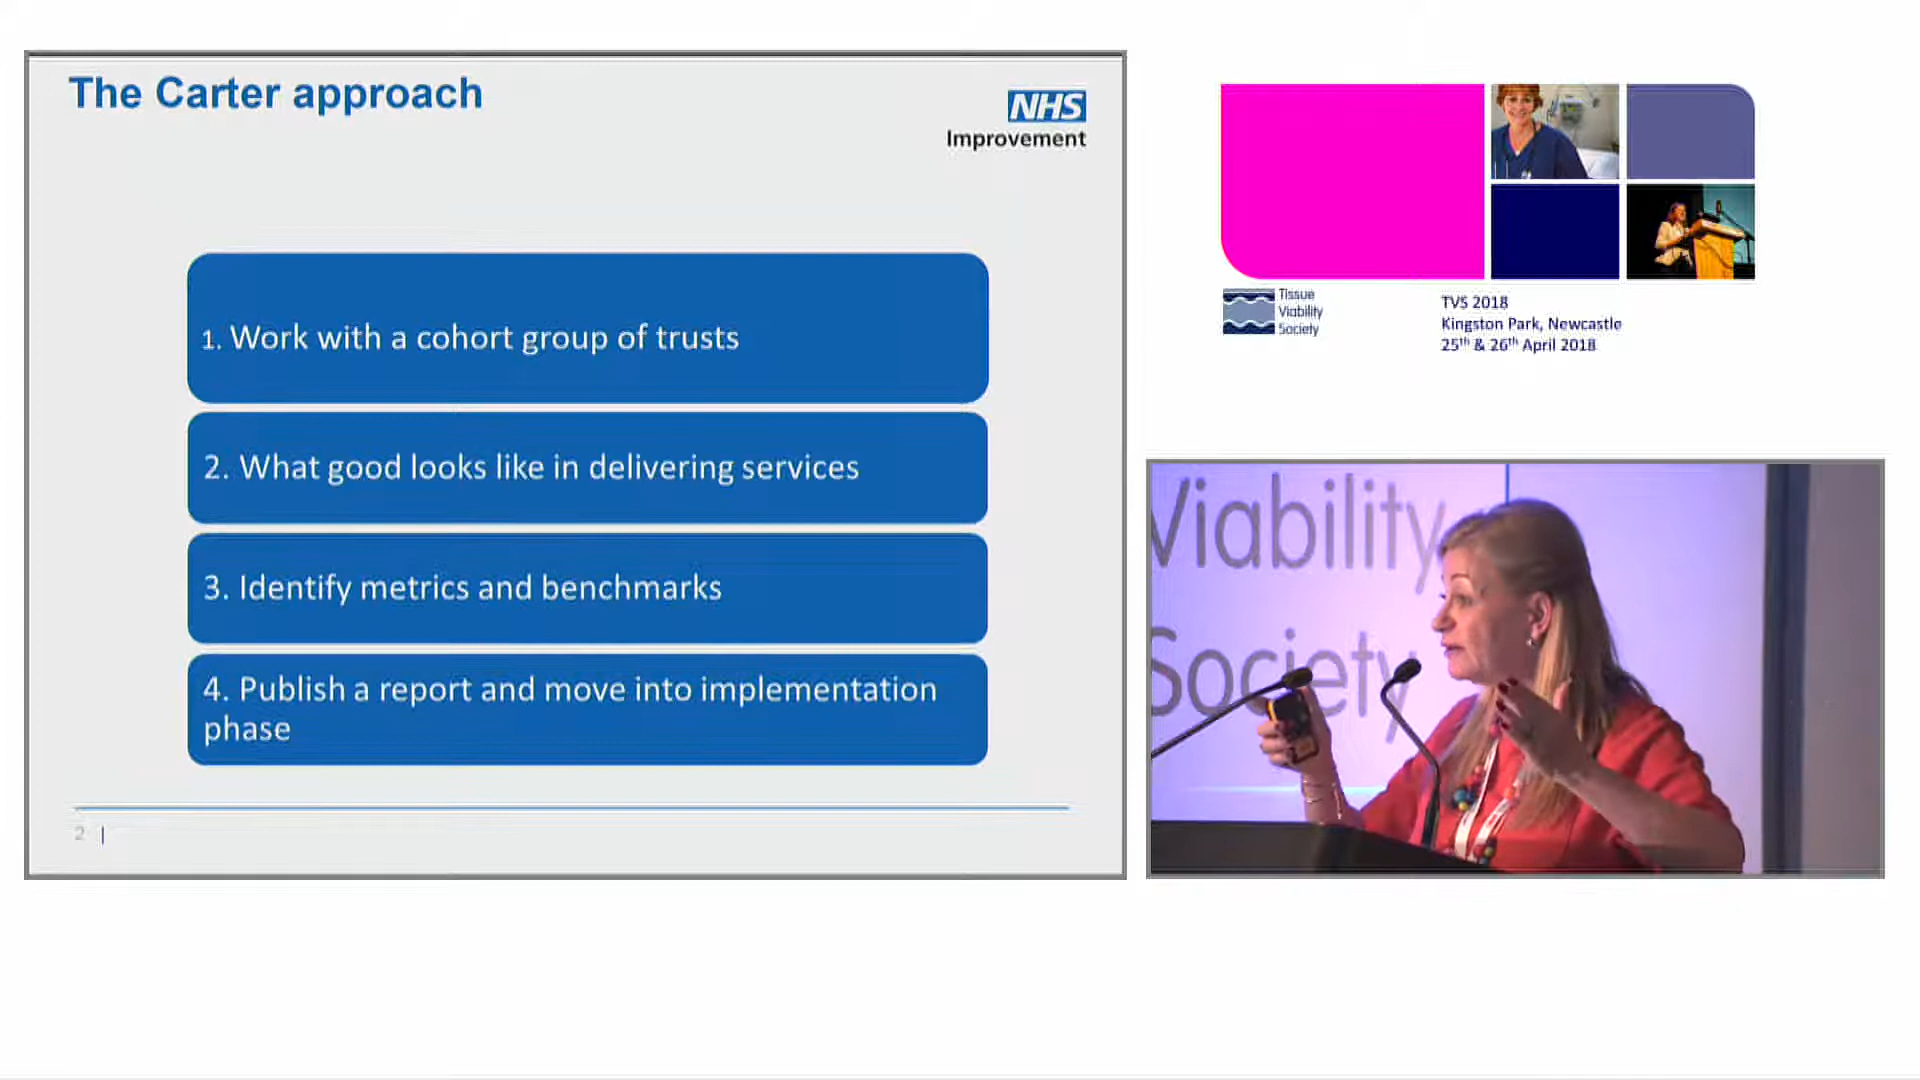 The Carter approach
NHS
Improvement
1. Work with a cohort group of trusts
2. What good looks like in delivering services
3. Identify metrics and benchmarks
4. Publish a report and move into implementation
phase
2 |
Tissue
Viability
Society
TVS 2018
Kingston Park, Newcastle
25th & 26th April 2018
Viability
Society